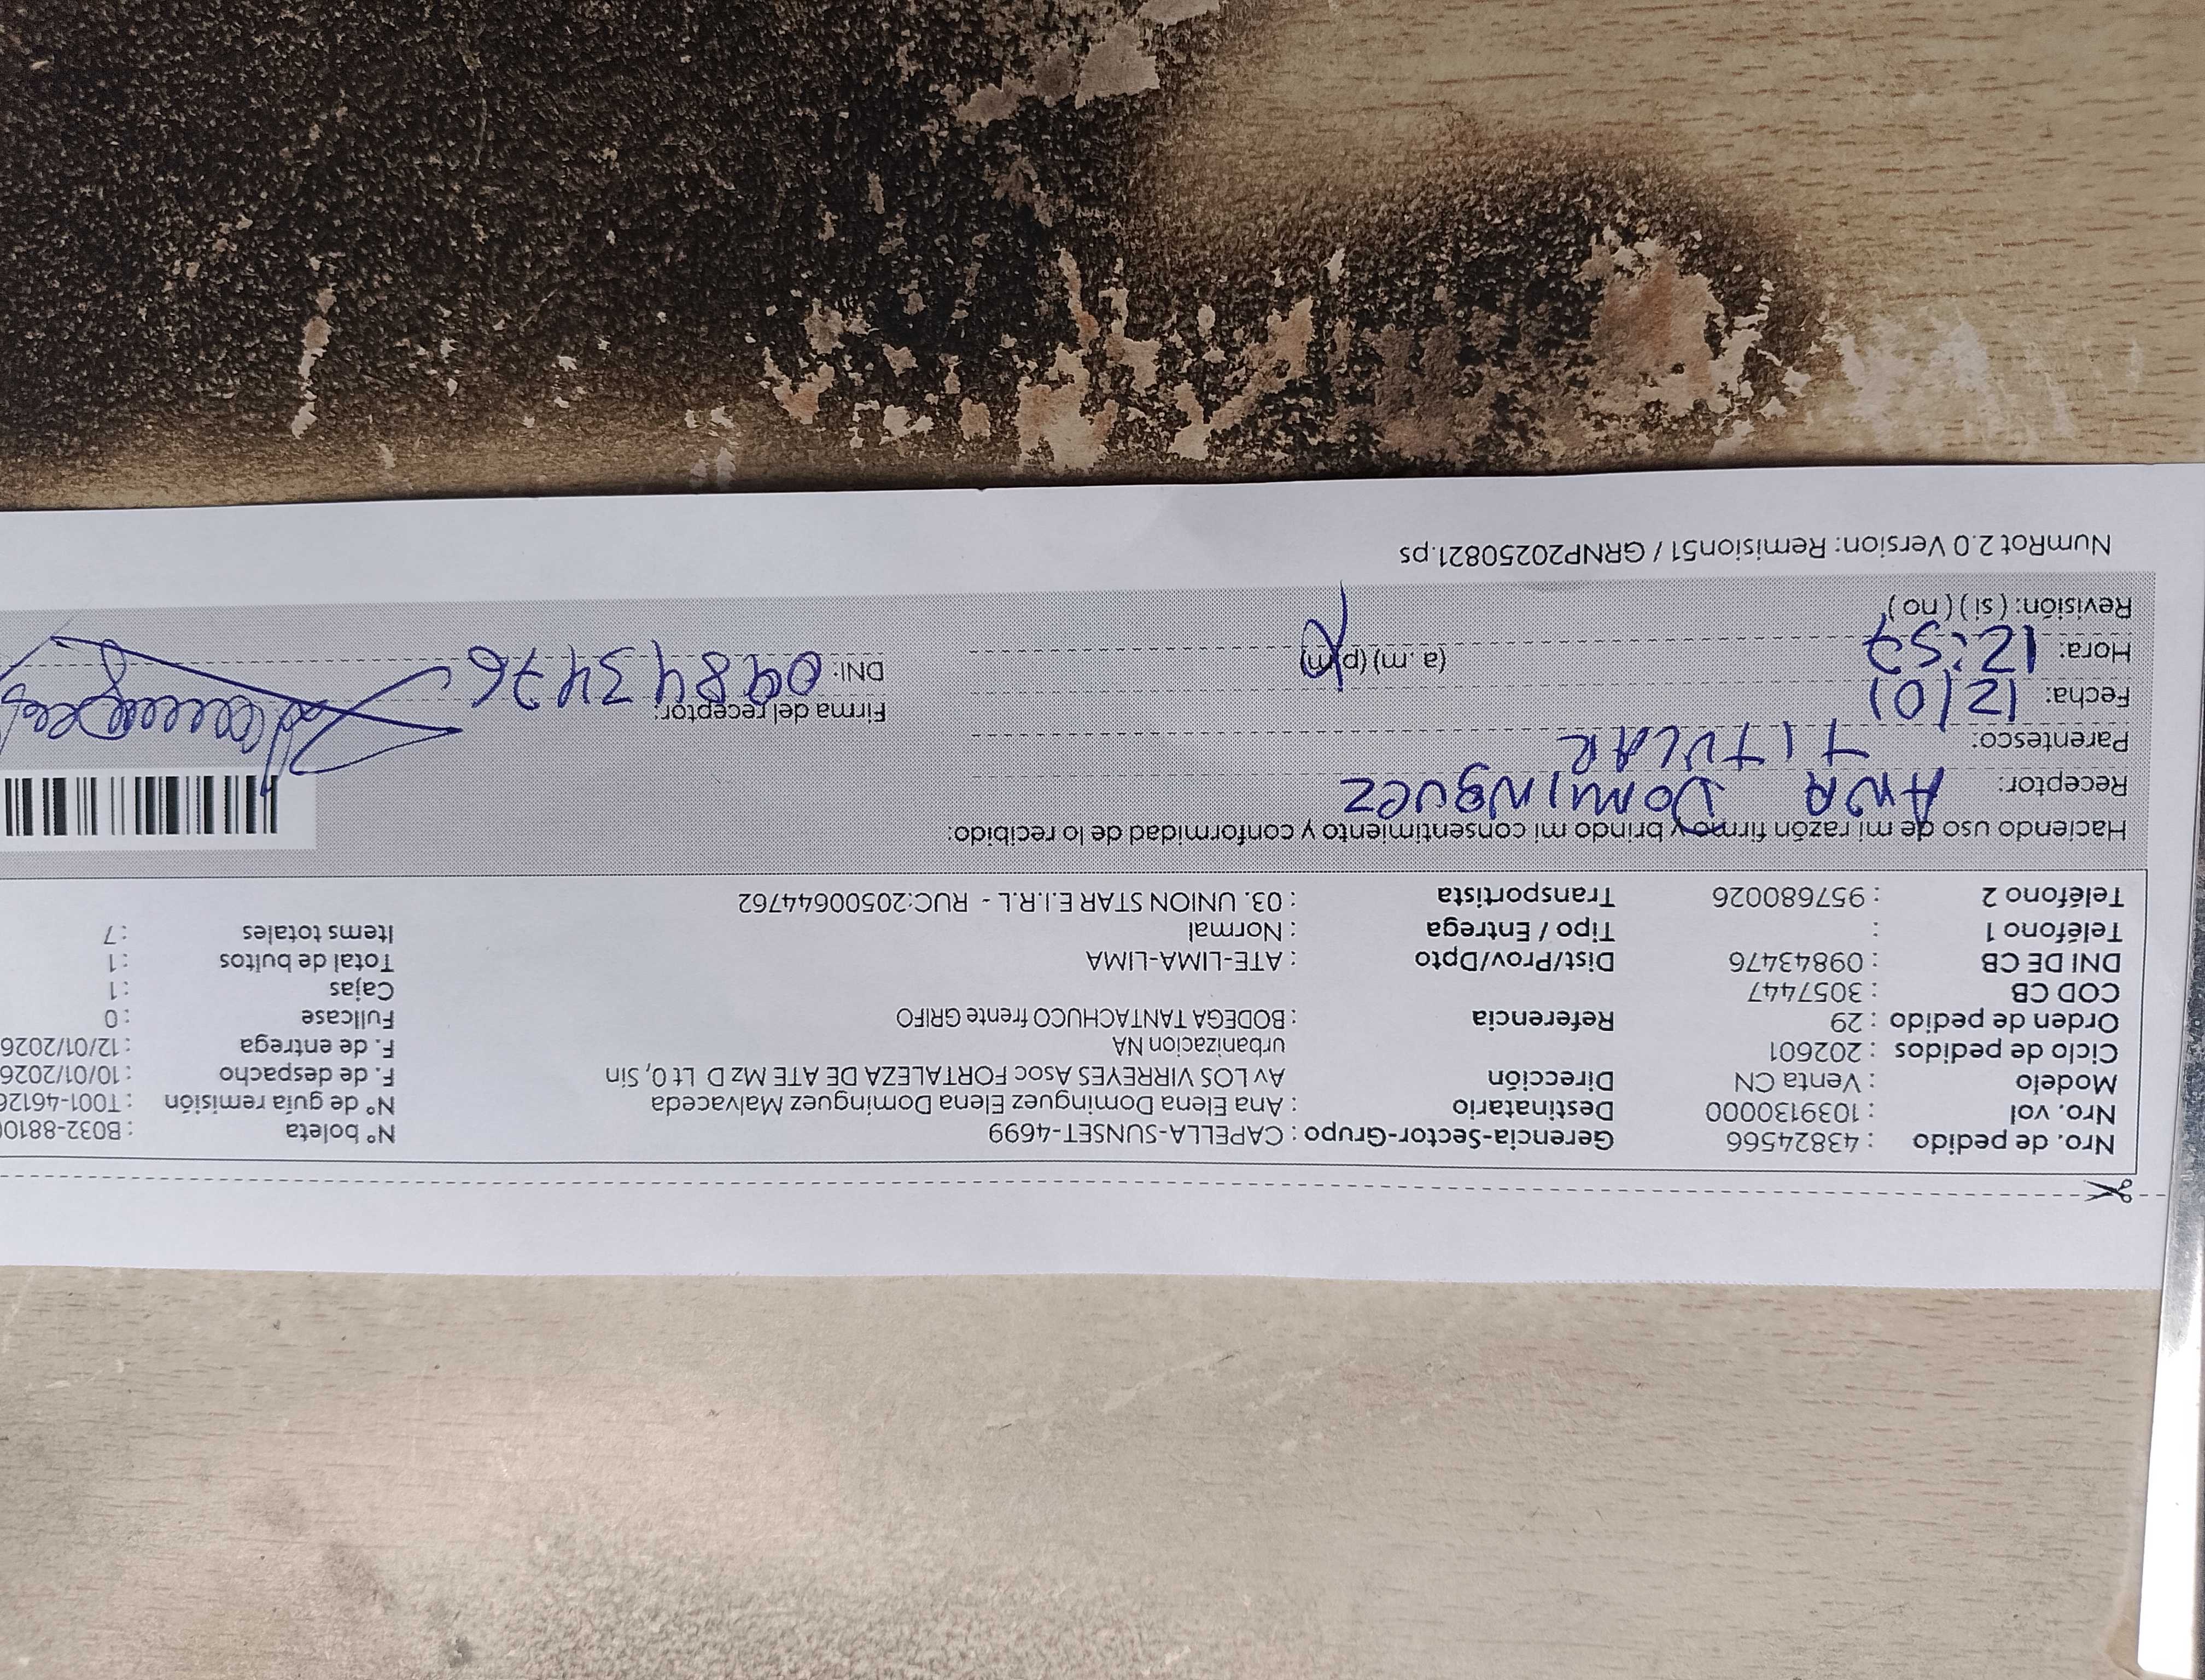 Nro. de pedido : 43824566 Gerencia-Sector-Grupo : CAPELLA-SUNSET-4699 Nº boleta : B032-8810
Nro. vol : 1039130000 Destinatario : Ana Elena Dominguez Elena Dominguez Malvaceda Nº de guía remisión : T001-46126
Modelo : Venta CN Dirección Av LOS VIRREYES Asoc FORTALEZA DE ATE Mz D Lt 0, Sin F. de despacho : 10/01/2026
Ciclo de pedidos : 202601 urbanizacion NA F. de entrega : 12/01/2026
Orden de pedido : 29 Referencia : BODEGA TANTACHUCO frente GRIFO Fullcase : 0
COD CB : 3057447 Cajas : 1
DNI DE CB : 09843476 Dist/Prov/Dpto : ATE-LIMA-LIMA Total de bultos : 1
Teléfono 1 : Tipo / Entrega : Normal Items totales : 7
Teléfono 2 : 957680026 Transportista : 03. UNION STAR E.I.R.L - RUC:20500644762
Haciendo uso de mi razón firmo y brindo mi consentimiento y conformidad de lo recibido:
Receptor: ANA DOMINGUEZ
Parentesco: TITULAR
Fecha: 12/01 Firma del receptor:
Hora: 12:57 (a. m) (p.m) DNI: 09843476
Revisión: ( si ) ( no )
NumRot 2.0 Version: Remision51 / GRNP20250821.ps